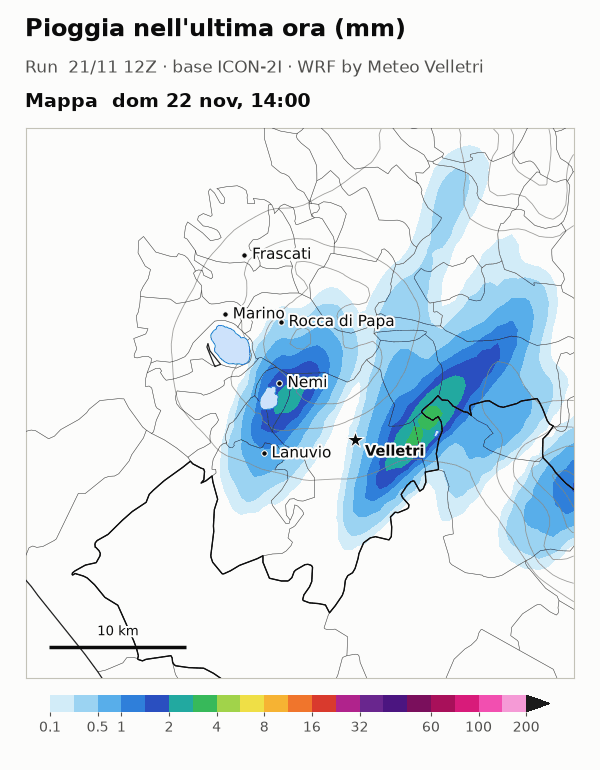 Pioggia nell'ultima ora (mm)
Run  21/11 12Z · base ICON-2I · WRF by Meteo Velletri
Mappa  dom 22 nov, 14:00
Frascati
Marino
Rocca di Papa
Nemi
Velletri
Lanuvio
10 km
0.1 0.5 1 2 4 8 16 32 60 100 200